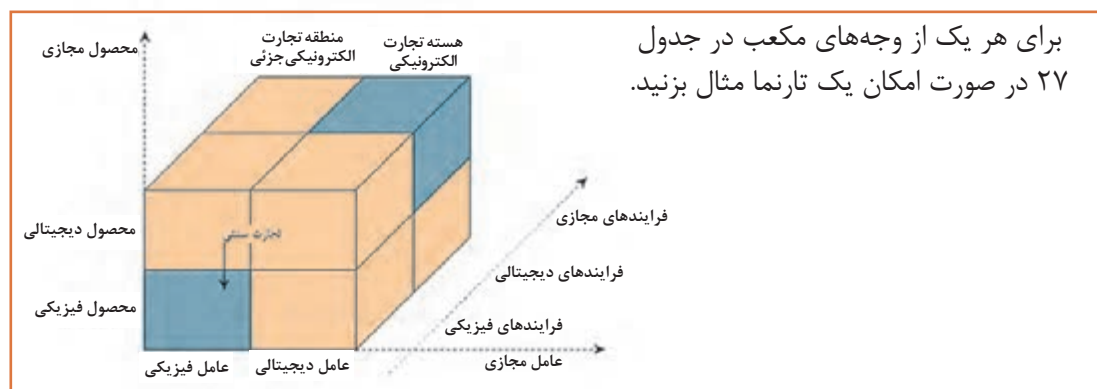 برای هر یک از وجه‌های مکعب در جدول
۲۷ در صورت امکان یک تارنما مثال بزنید.
هسته تجارت
الکترونیکی
منطقه تجارت
الکترونیکی‌جزئی
محصول مجازی
محصول دیجیتالی
محصول فیزیکی
تجارت سنتی
فرایندهای مجازی
فرایندهای دیجیتالی
فرایندهای فیزیکی
عامل مجازی
عامل دیجیتالی
عامل فیزیکی